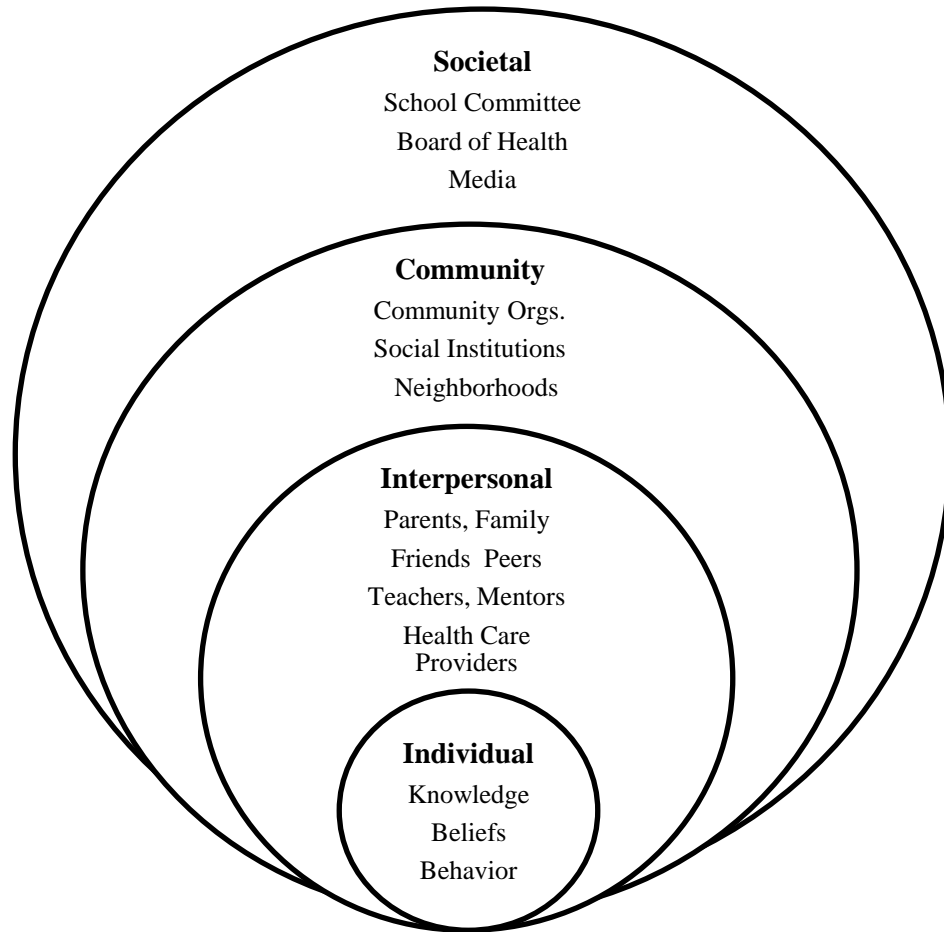 Societal
School Committee
Board of Health
Media
Community
Community Orgs.
Social Institutions
Neighborhoods
Interpersonal
Parents, Family
Friends  Peers
Teachers, Mentors
Health Care
Providers
Individual
Knowledge
Beliefs
Behavior